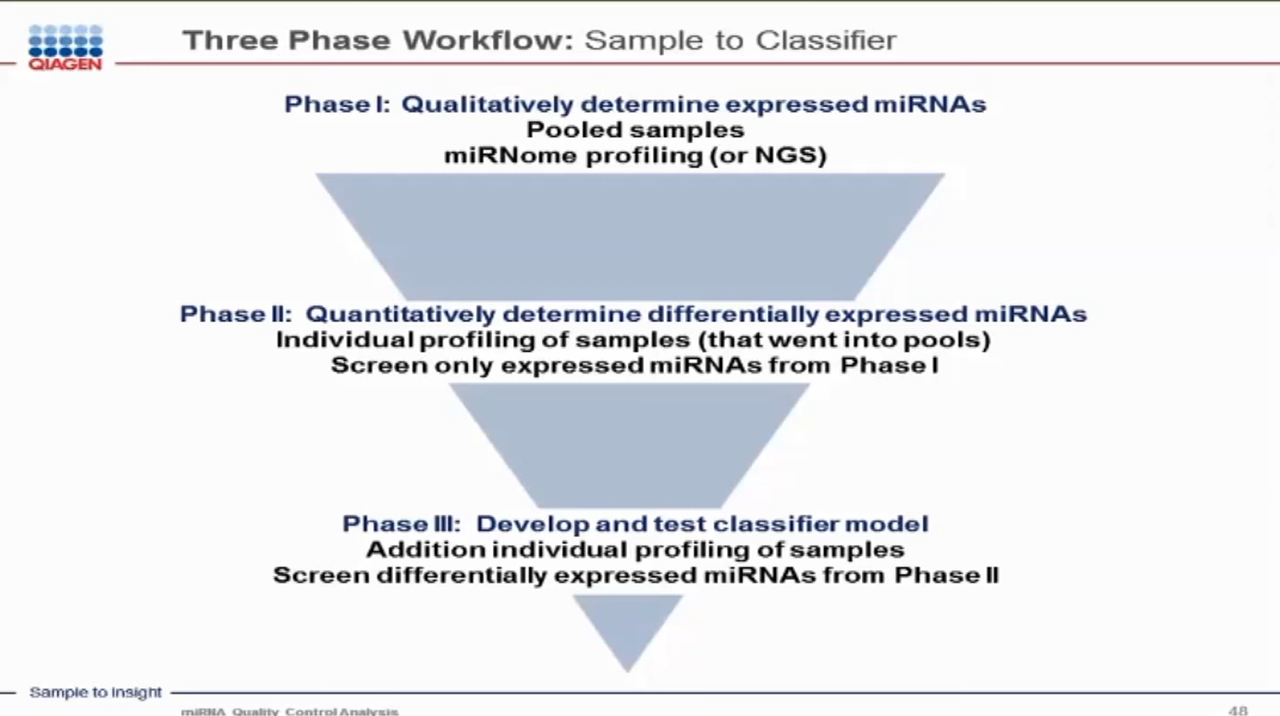 QIAGEN
Three Phase Workflow: Sample to Classifier
Phase I: Qualitatively determine expressed miRNAs
Pooled samples
miRNome profiling (or NGS)
Phase II: Quantitatively determine differentially expressed miRNAs
Individual profiling of samples (that went into pools)
Screen only expressed miRNAs from Phase I
Phase III: Develop and test classifier model
Addition individual profiling of samples
Screen differentially expressed miRNAs from Phase II
Sample to Insight
miRNA Quality Control Analysis
48